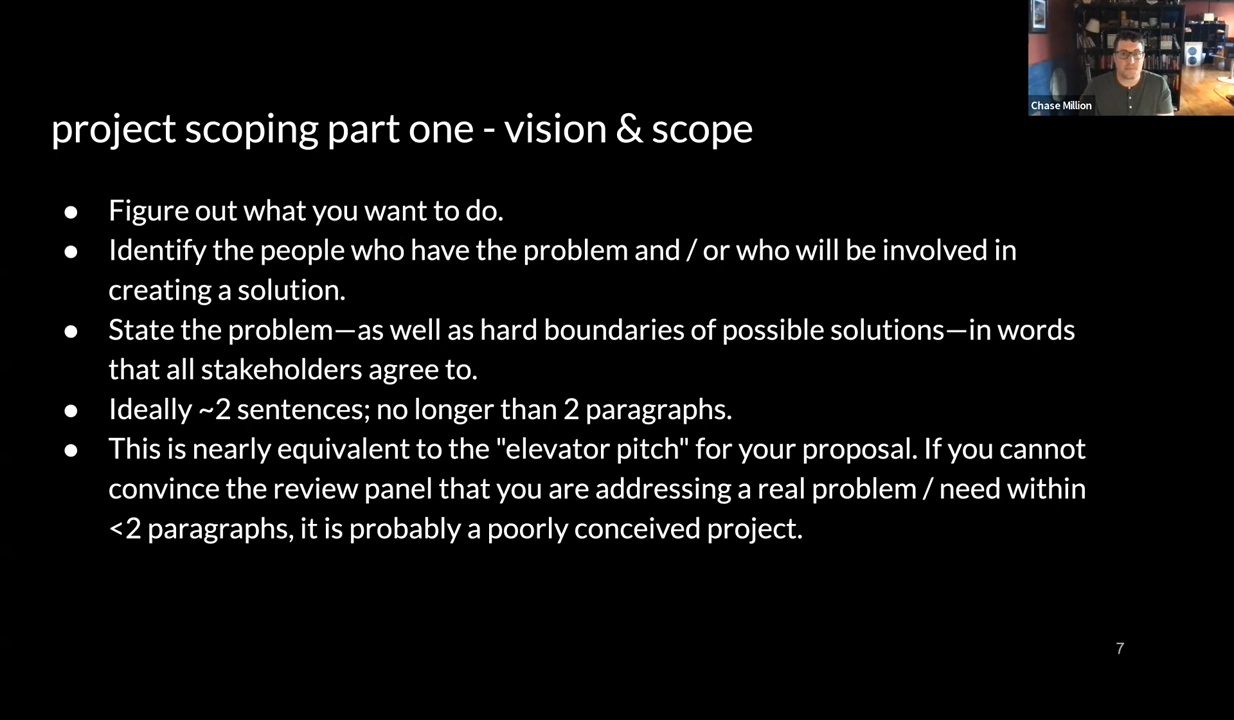 Chase Million
project scoping part one - vision & scope
● Figure out what you want to do.
● Identify the people who have the problem and / or who will be involved in
creating a solution.
● State the problem—as well as hard boundaries of possible solutions—in words
that all stakeholders agree to.
● Ideally ~2 sentences; no longer than 2 paragraphs.
● This is nearly equivalent to the "elevator pitch" for your proposal. If you cannot
convince the review panel that you are addressing a real problem / need within
<2 paragraphs, it is probably a poorly conceived project.
7